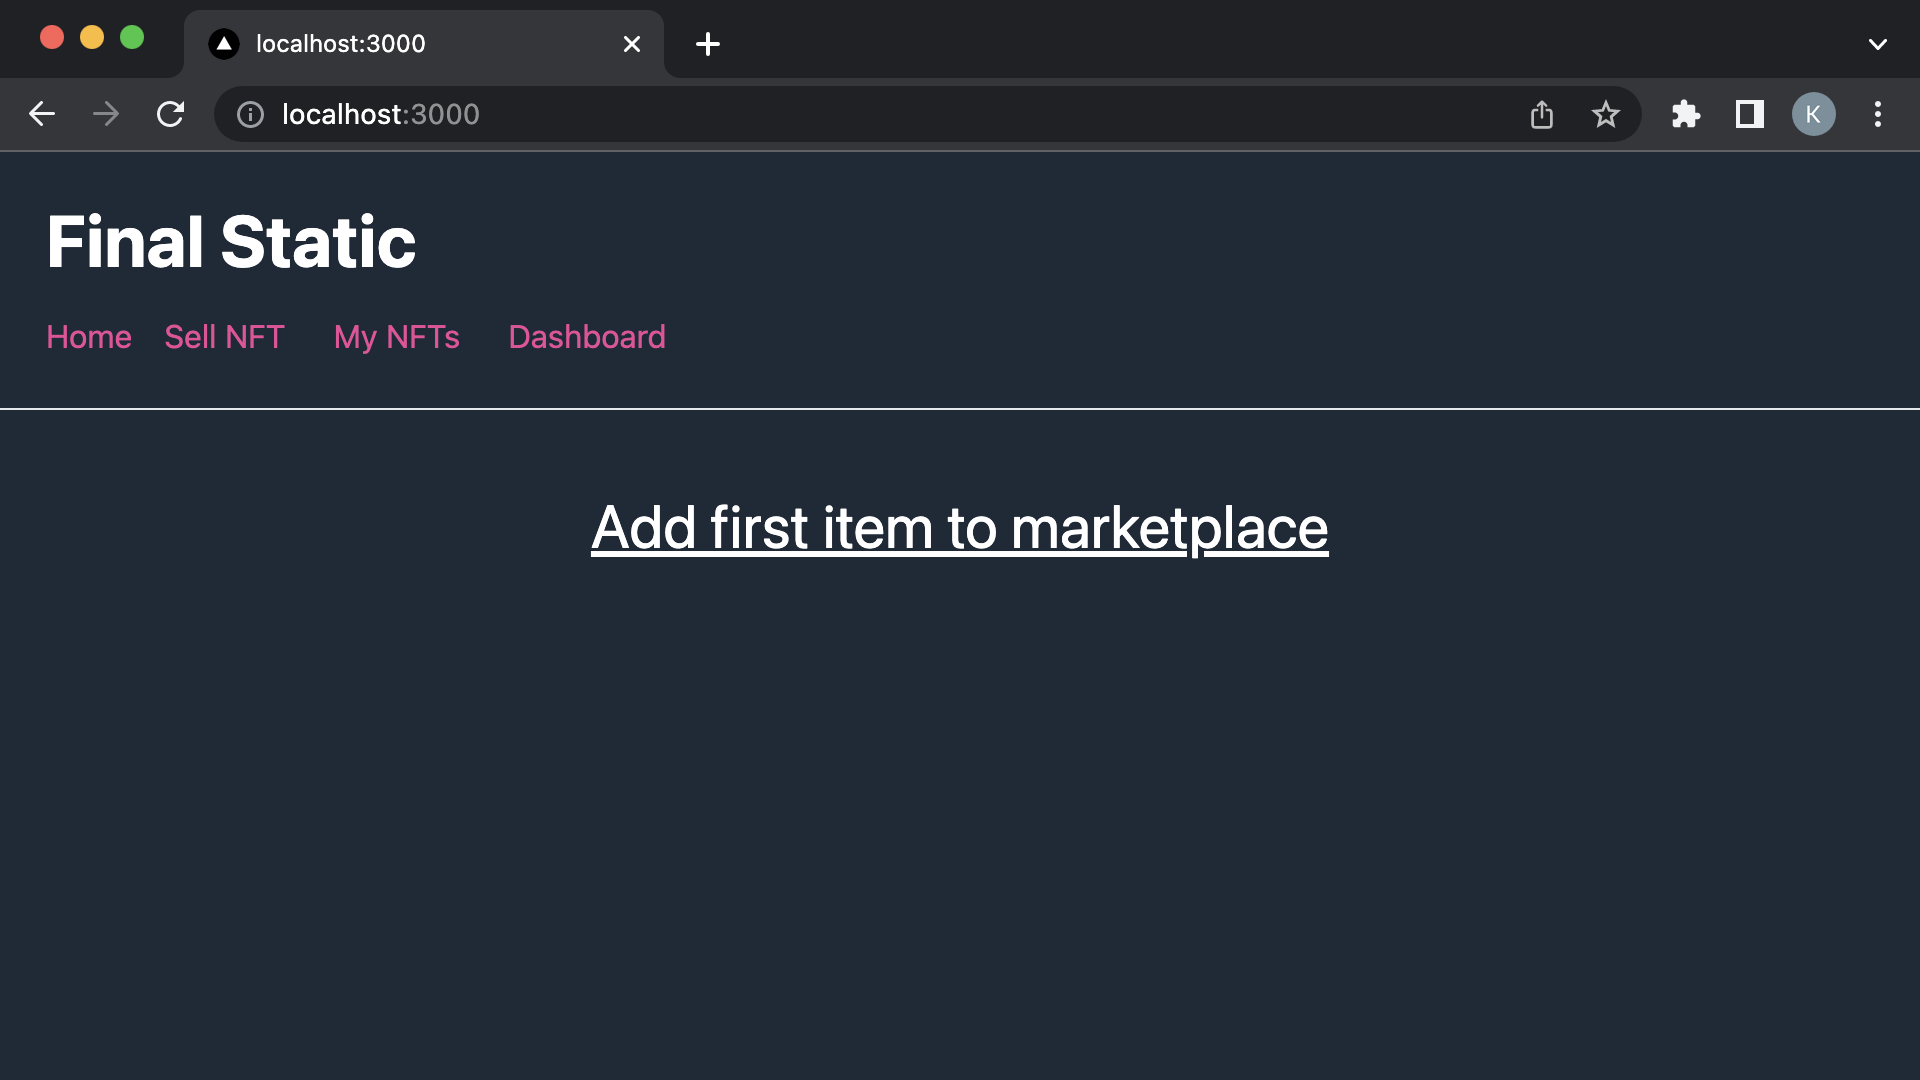 localhost:3000
localhost:3000
K
Final Static
Home Sell NFT My NFTs Dashboard
Add first item to marketplace